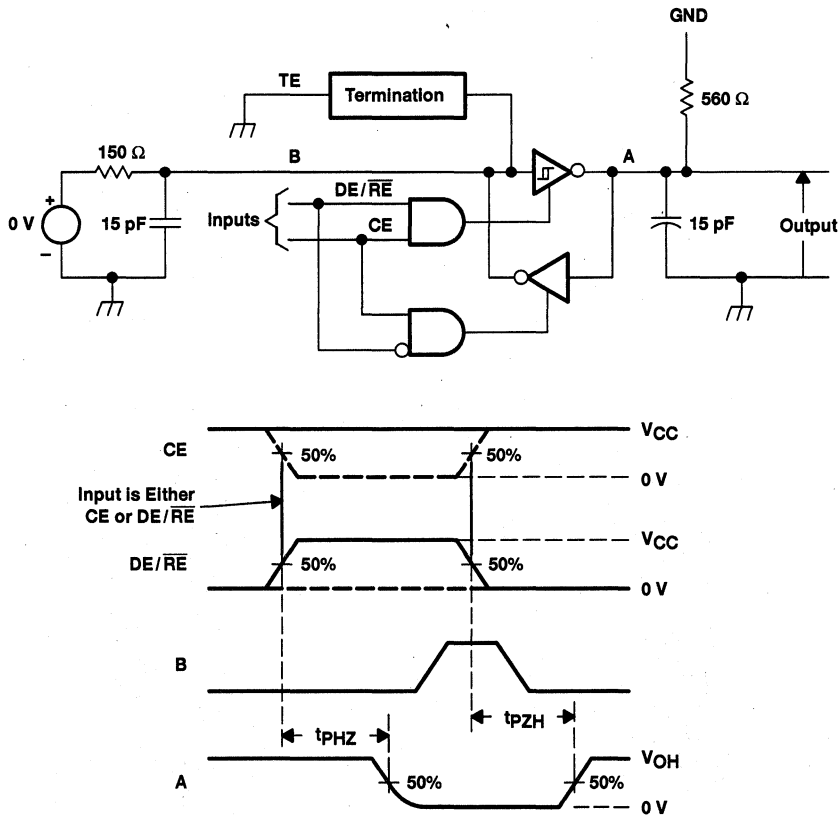 GND
TE
Termination
560 Ω
150 Ω
B
A
DE/RE
+
0 V
–
15 pF
Inputs
CE
15 pF
Output
CE
50%
50%
VCC
0 V
Input is Either
CE or DE/RE
VCC
DE/RE
50%
50%
0 V
B
tPHZ
tPZH
A
50%
50%
VOH
0 V